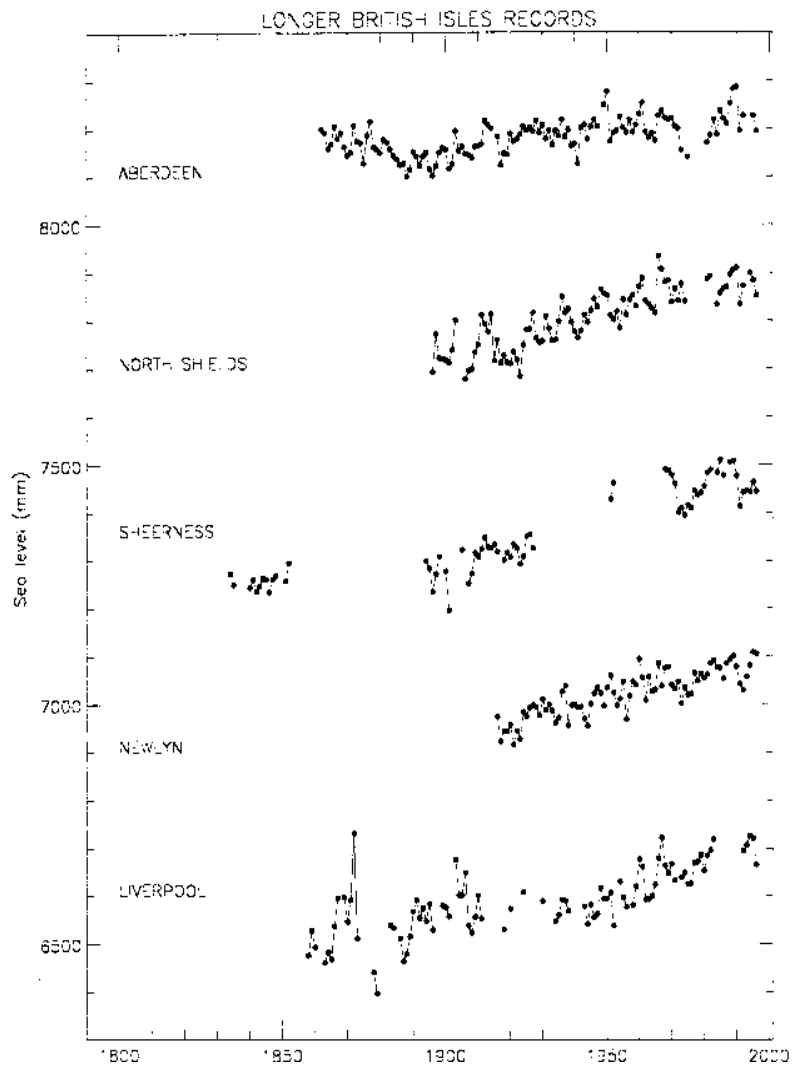 LONGER BRITISH ISLES RECORDS
ABERDEEN
8000
NORTH SHIELDS
7500
SHEERNESS
Sea level (mm)
7000
NEWLYN
LIVERPOOL
6500
1800 1850 1900 1950 2000